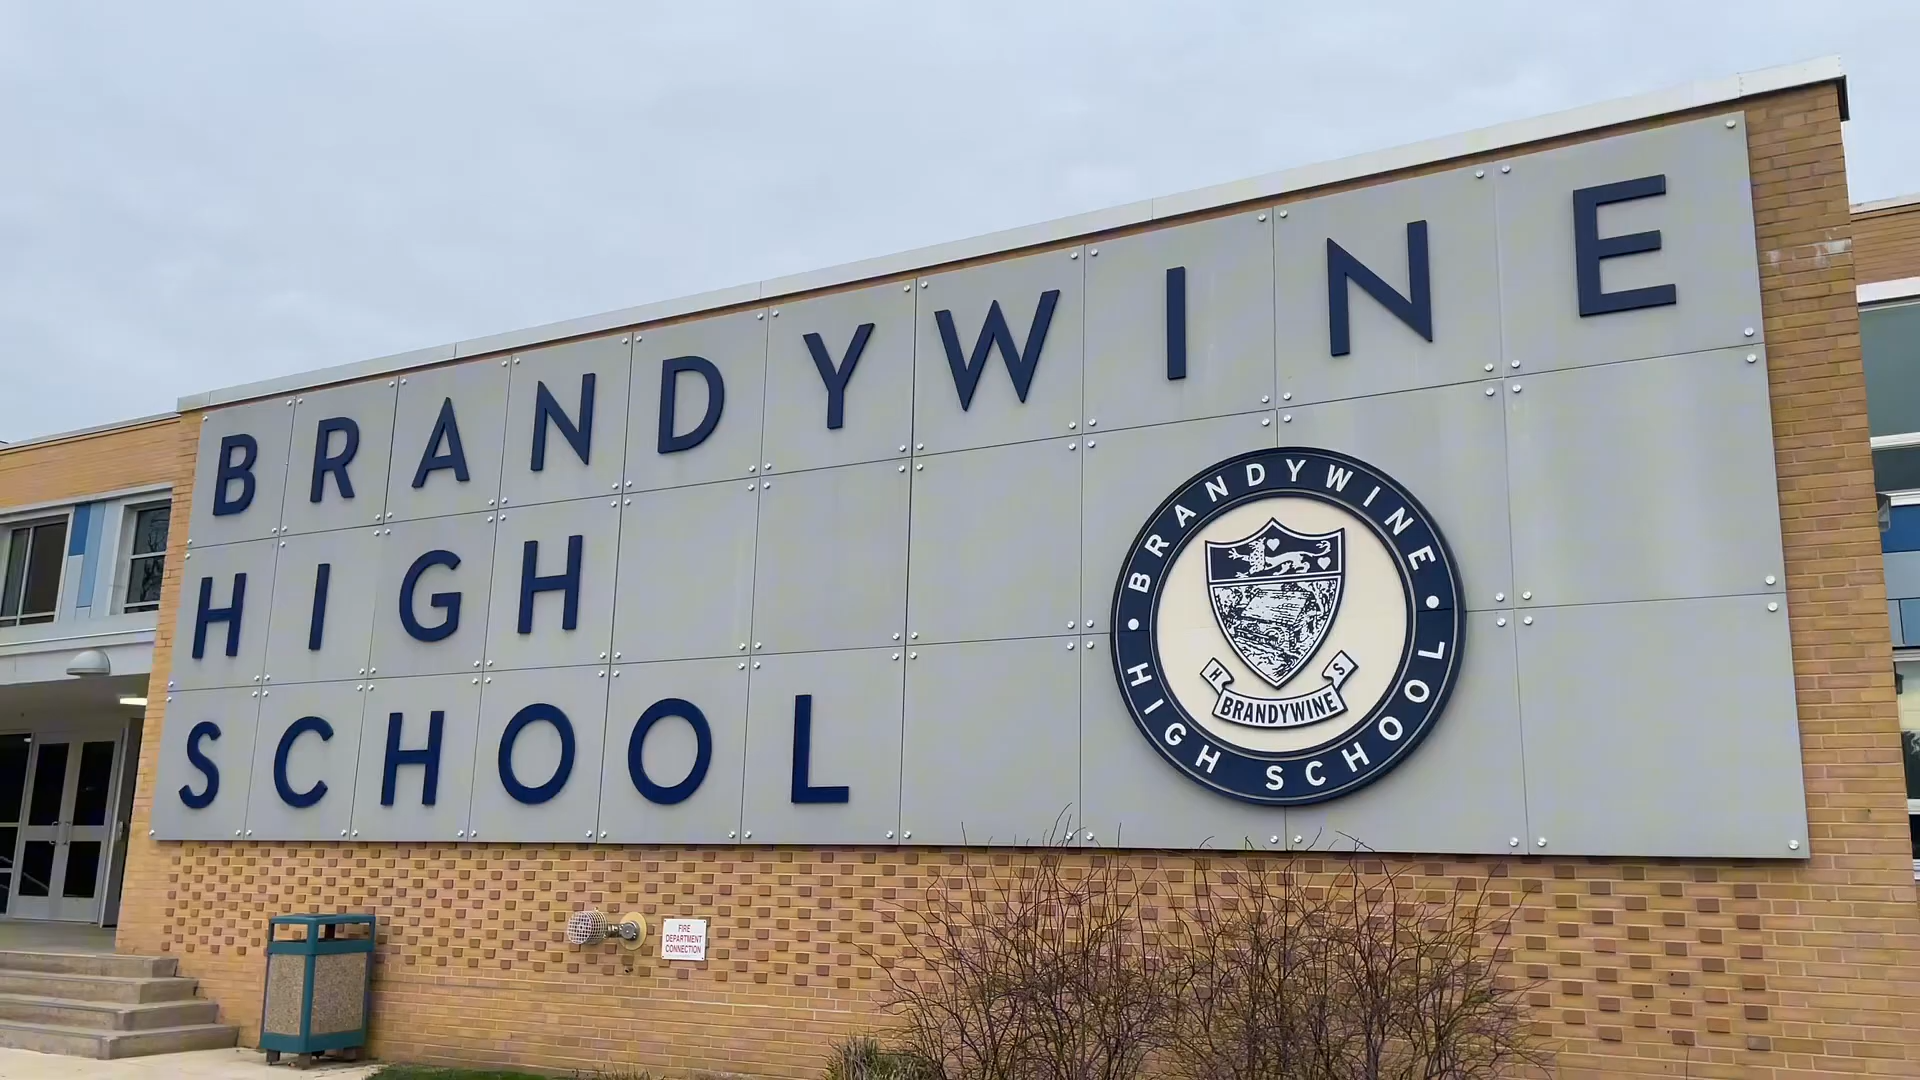 BRANDYWINE
HIGH
SCHOOL
BRANDYWINE
H S
BRANDYWINE
HIGH SCHOOL
FIRE
DEPARTMENT
CONNECTION